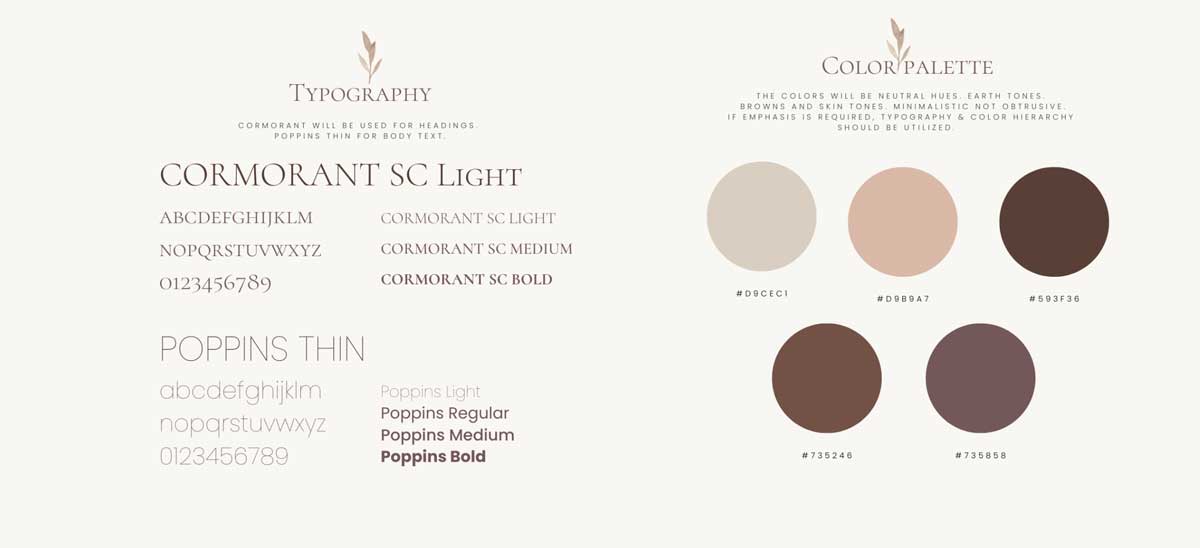 Typography
CORMORANT WILL BE USED FOR HEADINGS.
POPPINS THIN FOR BODY TEXT.
CORMORANT SC Light
ABCDEFGHIJKLM
NOPQRSTUVWXYZ
0123456789
CORMORANT SC LIGHT
CORMORANT SC MEDIUM
CORMORANT SC BOLD
POPPINS THIN
abcdefghijklm
nopqrstuvwxyz
0123456789
Poppins Light
Poppins Regular
Poppins Medium
Poppins Bold
Color palette
THE COLORS WILL BE NEUTRAL HUES. EARTH TONES.
BROWNS AND SKIN TONES. MINIMALISTIC NOT OBTRUSIVE.
IF EMPHASIS IS REQUIRED, TYPOGRAPHY & COLOR HIERARCHY
SHOULD BE UTILIZED.
#D9CEC1
#D9B9A7
#593F36
#735246
#735858